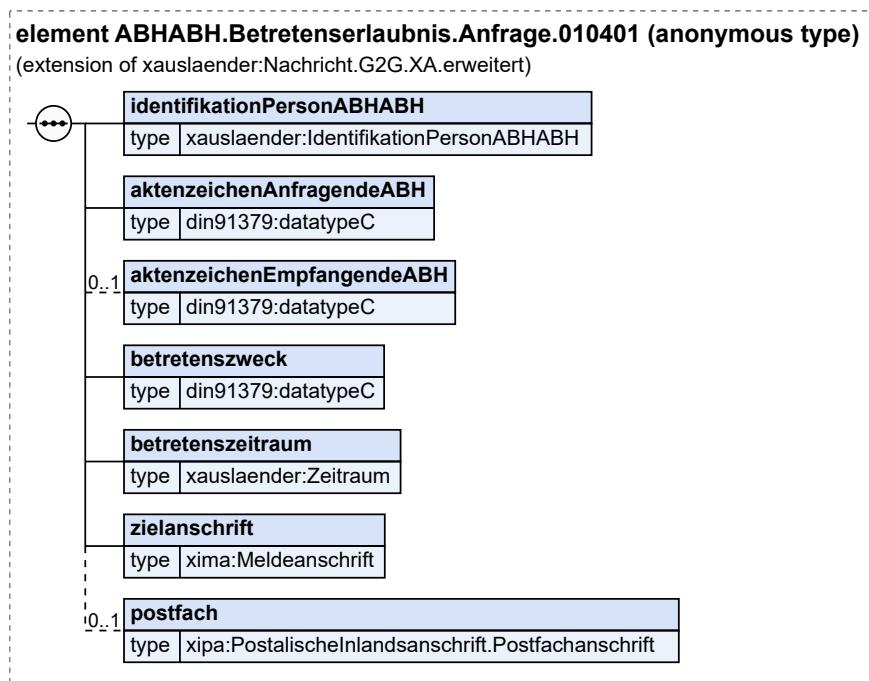 element ABHABH.Betretenserlaubnis.Anfrage.010401 (anonymous type)
(extension of xauslaender:Nachricht.G2G.XA.erweitert)
identifikationPersonABHABH
type xauslaender:IdentifikationPersonABHABH
aktenzeichenAnfragendeABH
type din91379:datatypeC
0..1 aktenzeichenEmpfangendeABH
type din91379:datatypeC
betretenszweck
type din91379:datatypeC
betretenszeitraum
type xauslaender:Zeitraum
zielanschrift
type xima:Meldeanschrift
0..1 postfach
type xipa:PostalischeInlandsanschrift.Postfachanschrift